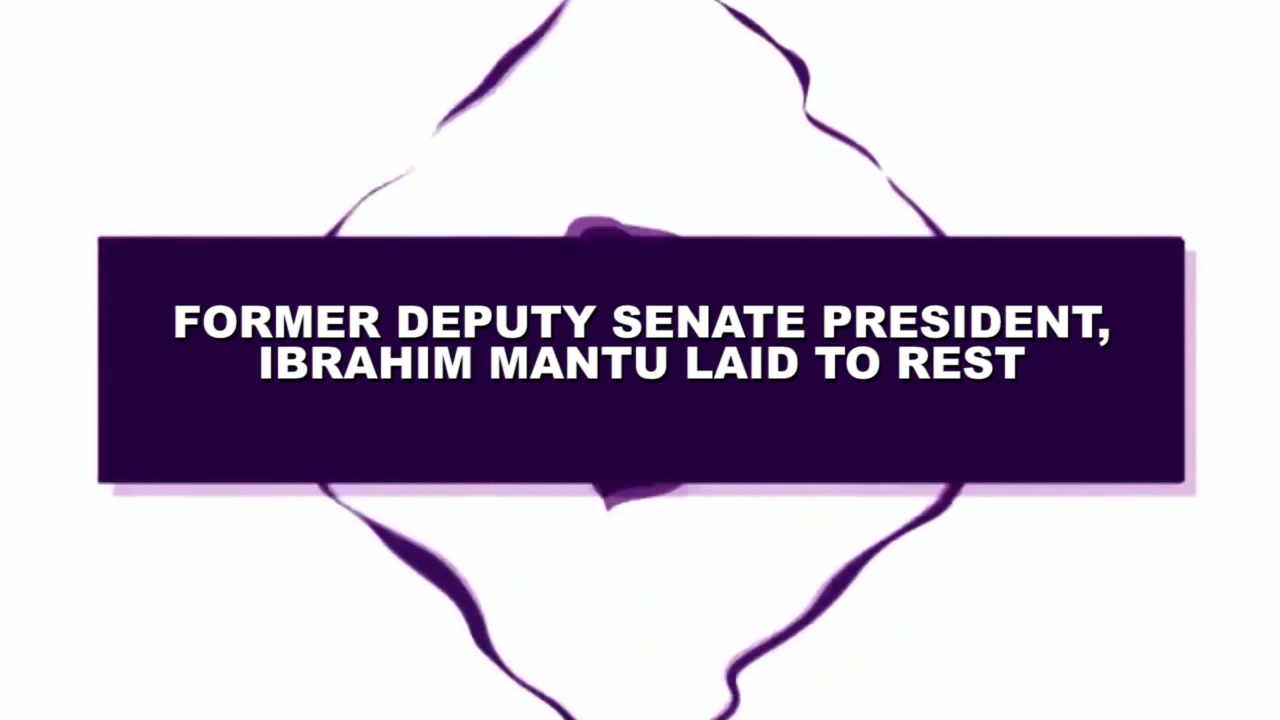 FORMER DEPUTY SENATE PRESIDENT,
IBRAHIM MANTU LAID TO REST